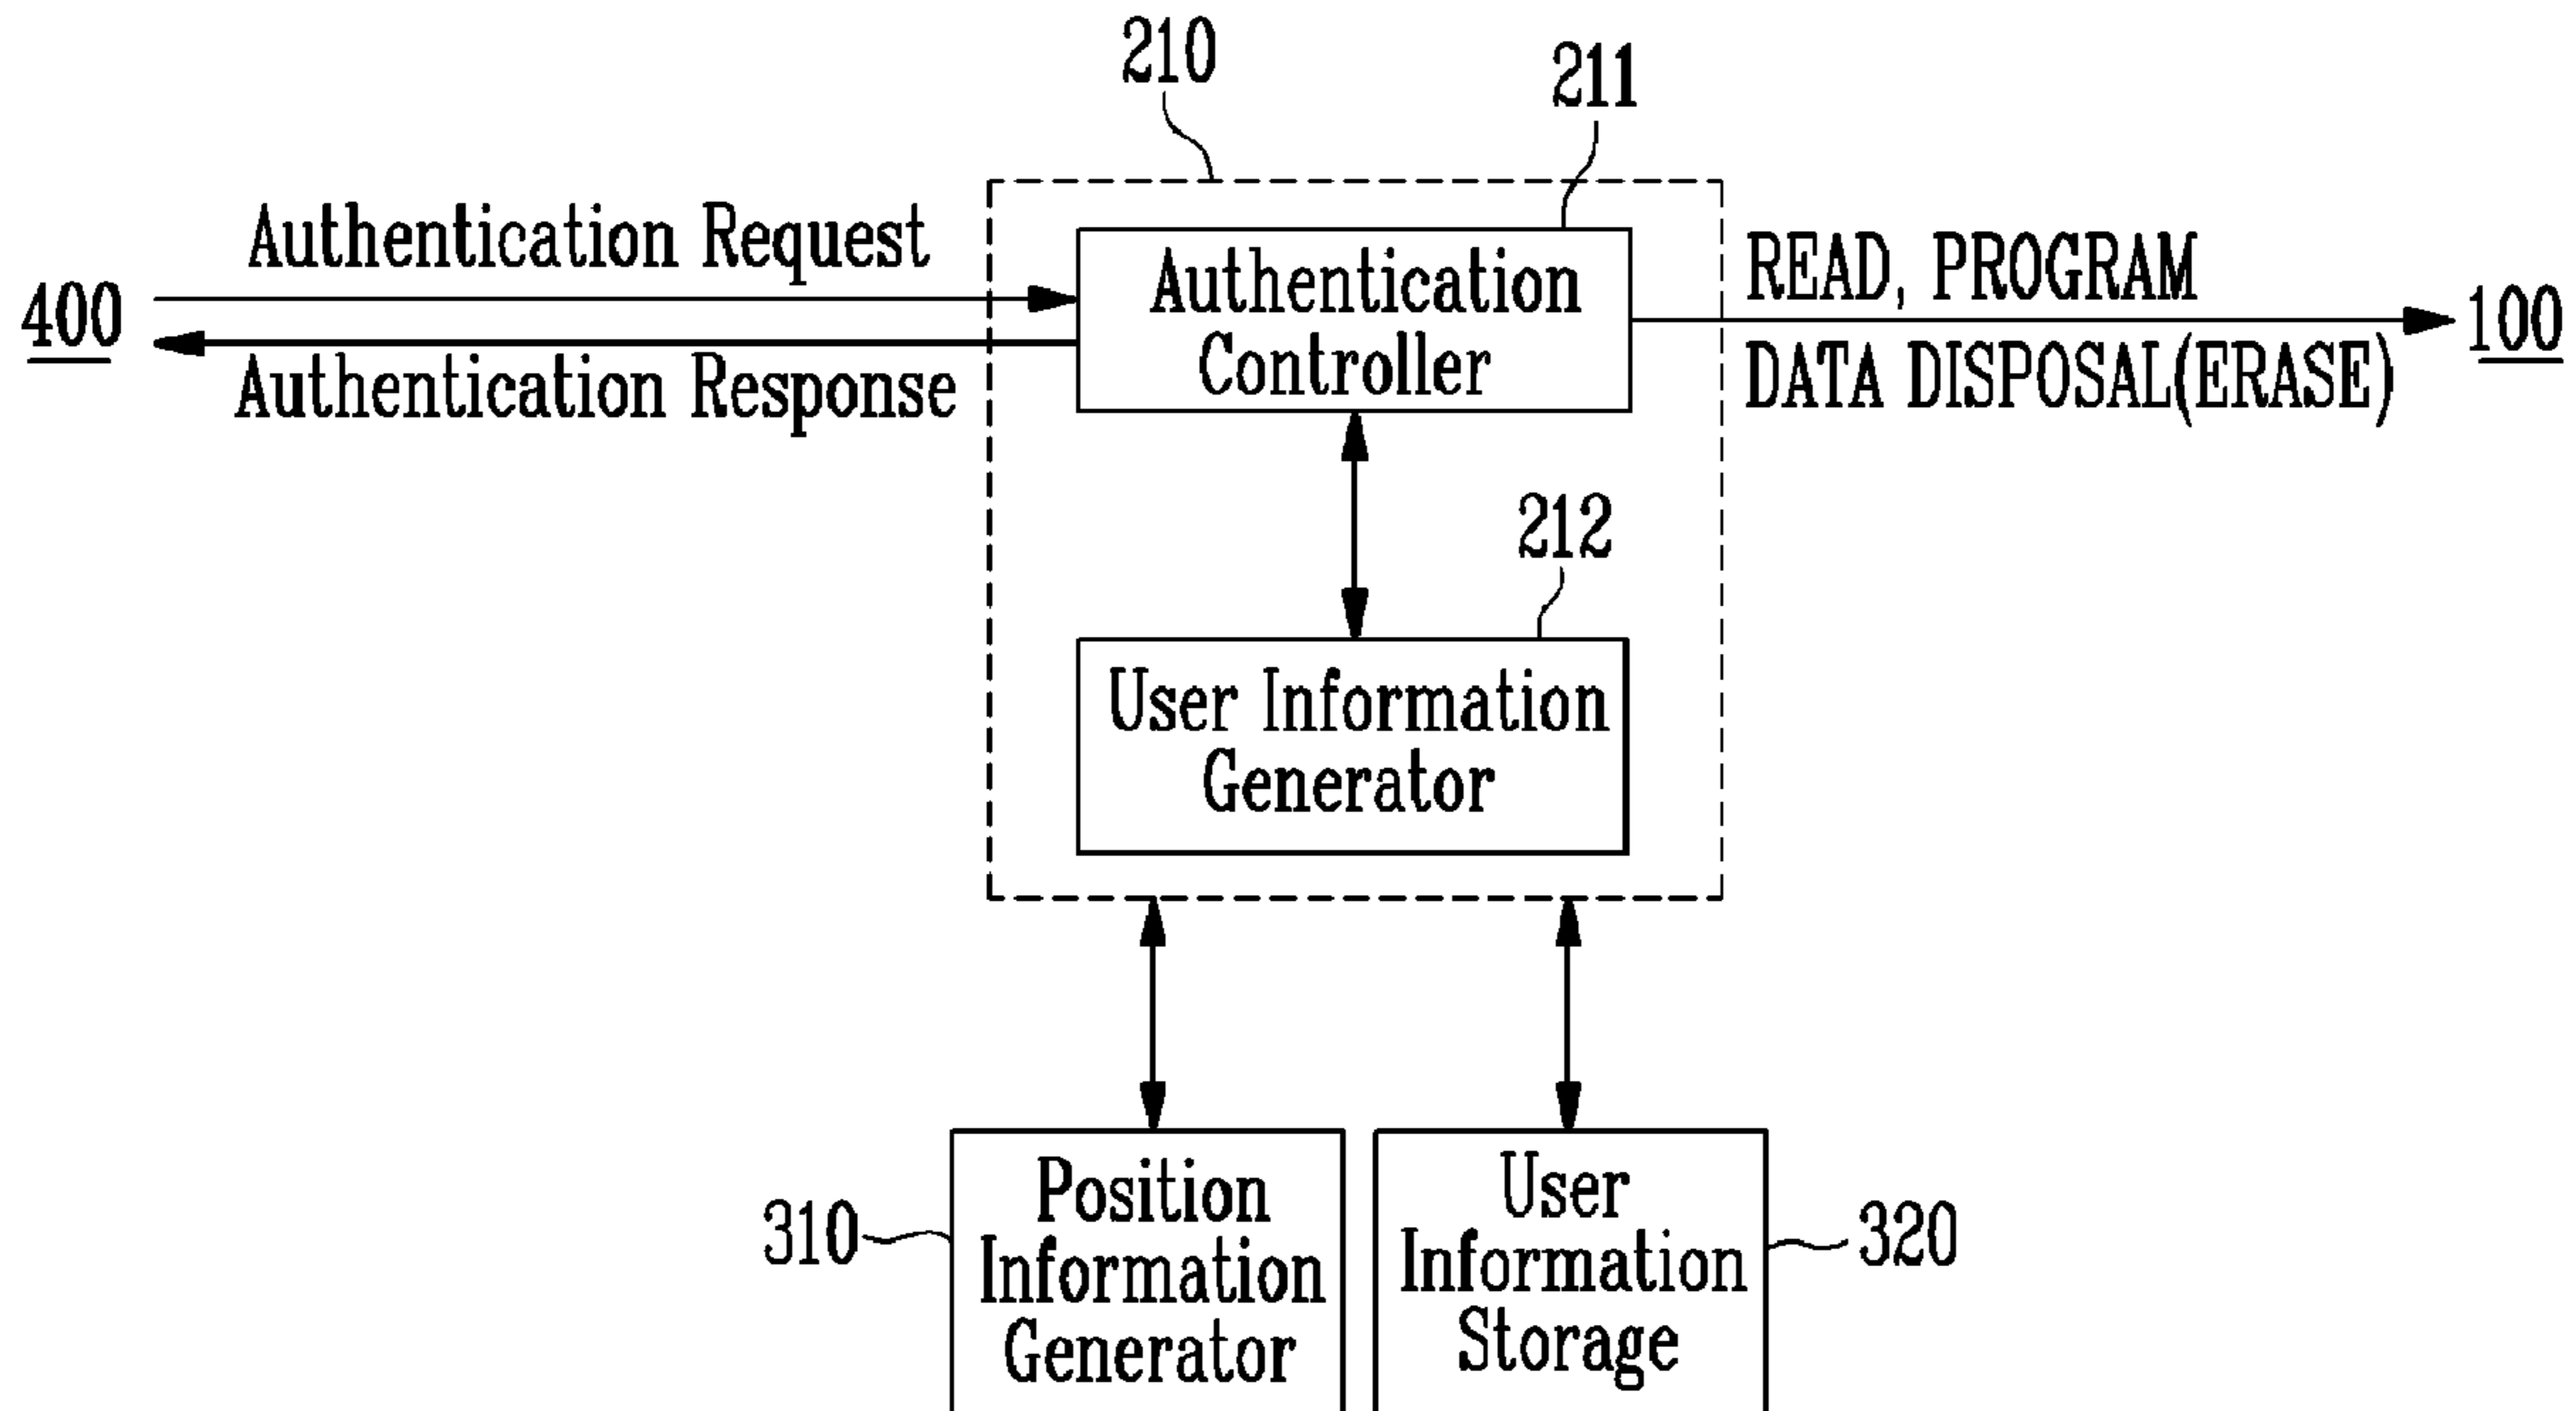 210
211
Authentication Request
400
Authentication Response
Authentication
Controller
READ, PROGRAM
DATA DISPOSAL(ERASE)
100
212
User Information
Generator
310
Position
Information
Generator
User
Information
Storage
320